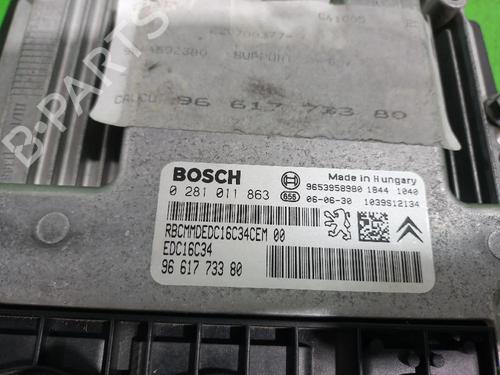 96 617 733 80
BOSCH
Made in Hungary
0 281 011 863
658
9653958980 1844 1040
06-06-30 1039S12134
RBCMMDEDC16C34CEM 00
EDC16C34
96 617 733 80
B-Parts